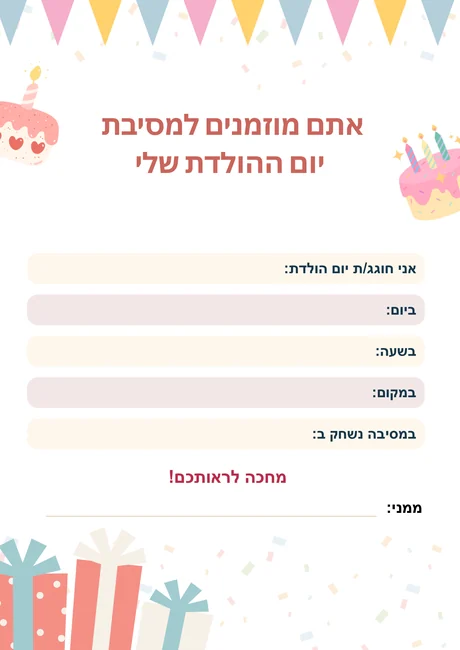 אתם מוזמנים למסיבת
יום ההולדת שלי
אני חוגג/ת יום הולדת:
ביום:
בשעה:
במקום:
במסיבה נשחק ב:
מחכה לראותכם!
ממני: